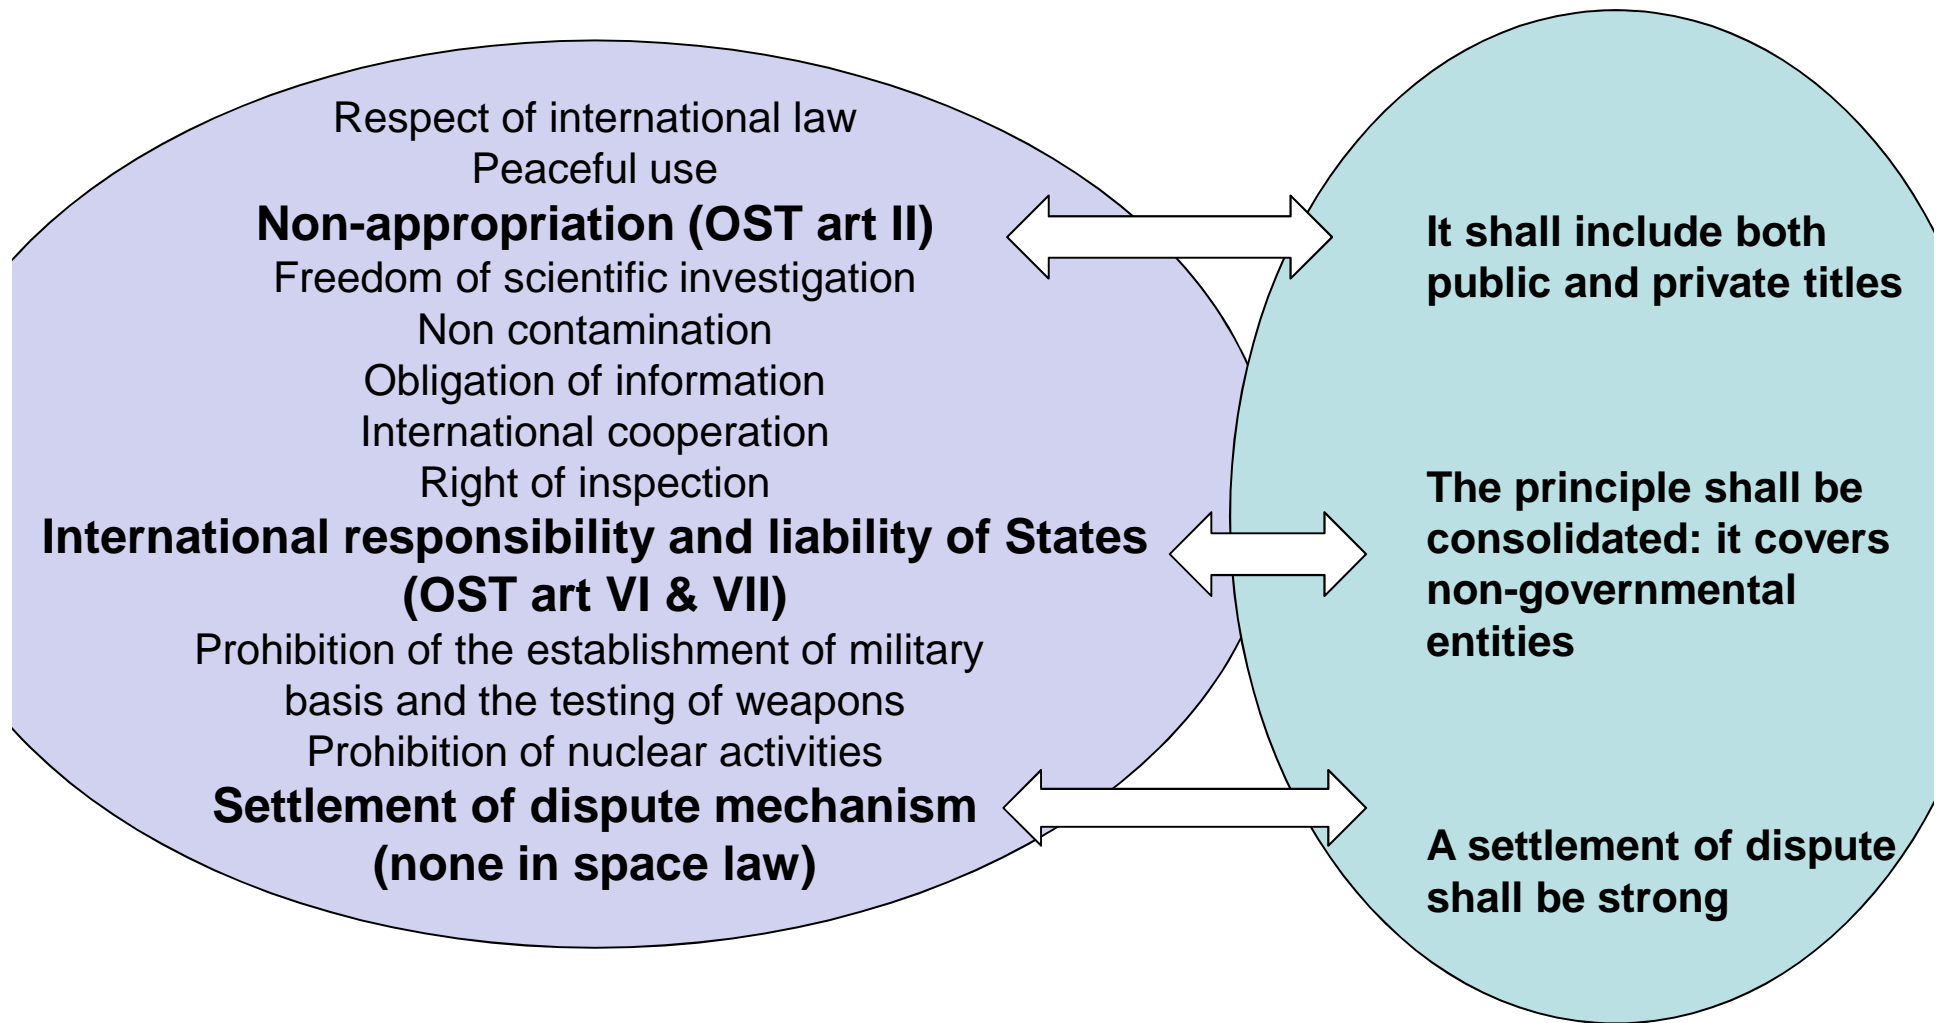 Respect of international law
Peaceful use
Non-appropriation (OST art II)
Freedom of scientific investigation
Non contamination
Obligation of information
International cooperation
Right of inspection
International responsibility and liability of States
(OST art VI & VII)
Prohibition of the establishment of military
basis and the testing of weapons
Prohibition of nuclear activities
Settlement of dispute mechanism
(none in space law)
It shall include both
public and private titles
The principle shall be
consolidated: it covers
non-governmental
entities
A settlement of dispute
shall be strong